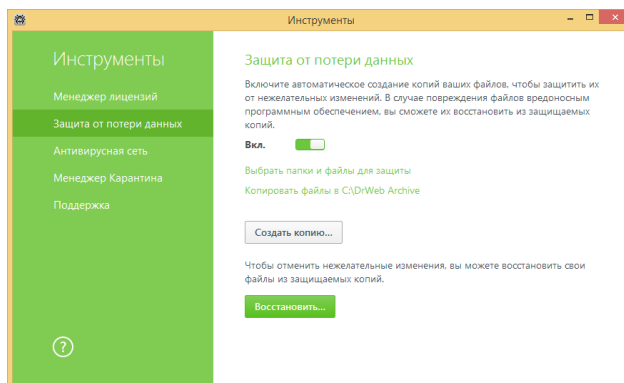 Инструменты
Инструменты
Менеджер лицензий
Защита от потери данных
Антивирусная сеть
Менеджер Карантина
Поддержка
?
Защита от потери данных
Включите автоматическое создание копий ваших файлов, чтобы защитить их
от нежелательных изменений. В случае повреждения файлов вредоносным
программным обеспечением, вы сможете их восстановить из защищаемых
копий.
Вкл.
Выбрать папки и файлы для защиты
Копировать файлы в C:\DrWeb Archive
Создать копию...
Чтобы отменить нежелательные изменения, вы можете восстановить свои
файлы из защищаемых копий.
Восстановить...